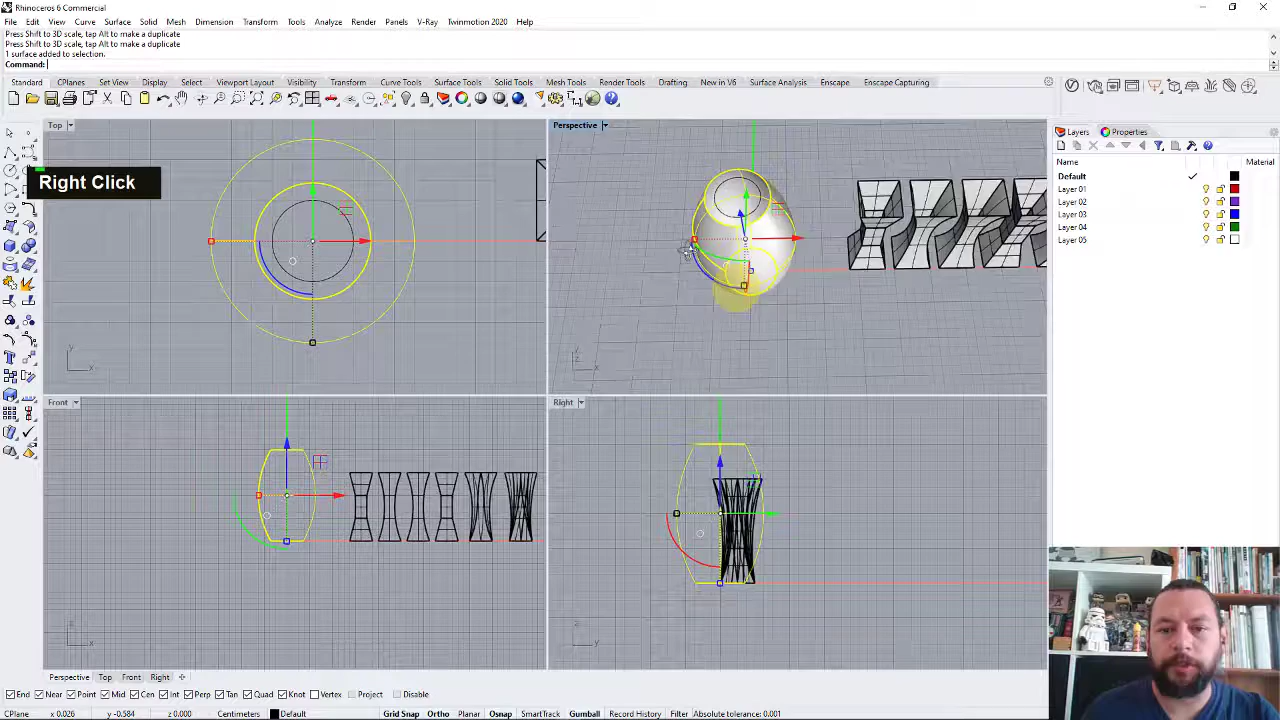 Rhinoceros 6 Commercial
File Edit View Curve Surface Solid Mesh Dimension Transform Tools Analyze Render Panels V-Ray Twinmotion 2020 Help
Press Shift to 3D scale, tap Alt to make a duplicate
Press Shift to 3D scale, tap Alt to make a duplicate
1 surface added to selection.
Command:
Standard CPlanes Set View Display Select Viewport Layout Visibility Transform Curve Tools Surface Tools Solid Tools Mesh Tools Render Tools Drafting New in V6 Surface Analysis Enscape Enscape Capturing
Top
Perspective
Layers Properties
Name
Default
Layer 01
Layer 02
Layer 03
Layer 04
Layer 05
Right Click
y
x
z
y
x
Front
Right
z
x
z
y
Perspective Top Front Right
End Near Point Mid Cen Int Perp Tan Quad Knot Vertex Project Disable
CPlane x 0.026 y -0.584 z 0.000 Centimeters Default Grid Snap Ortho Planar Osnap SmartTrack Gumball Record History Filter Absolute tolerance: 0.001